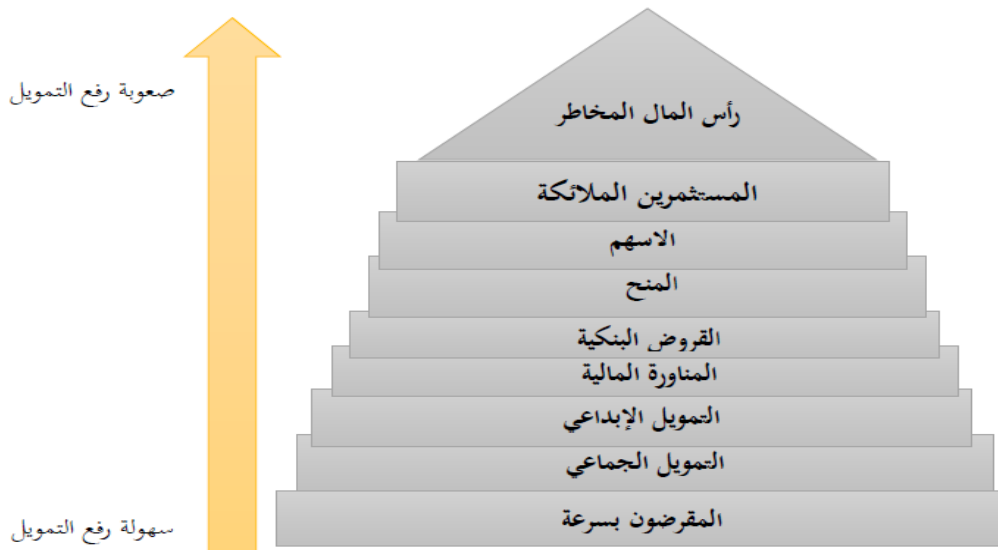 صعوبة رفع التمويل
رأس المال المخاطر
المستثمرين الملائكة
الاسهم
المنح
القروض البنكية
المناورة المالية
التمويل الإبداعي
التمويل الجماعي
المقرضون بسرعة
سهولة رفع التمويل